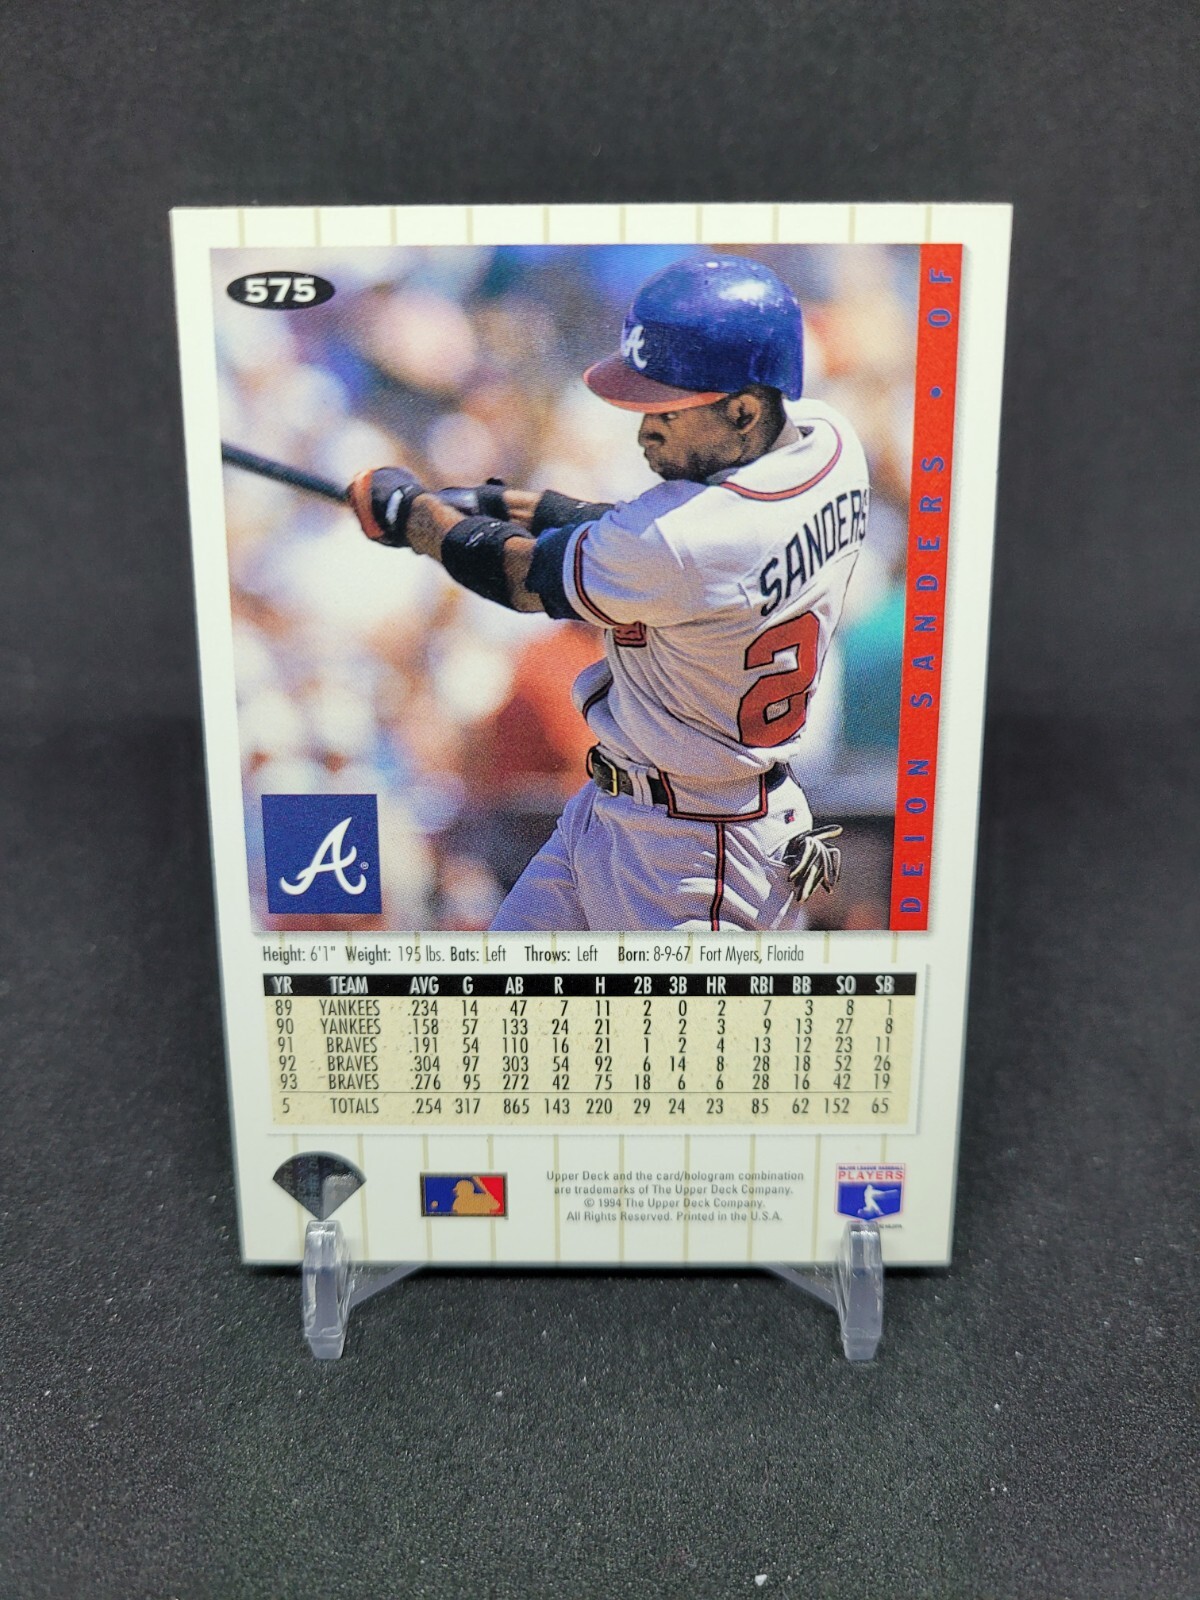 575
A
SANDERS
2
DEION SANDERS • OF
A®
Height: 6'1" Weight: 195 lbs. Bats: Left Throws: Left Born: 8-9-67 Fort Myers, Florida
YR TEAM AVG G AB R H 2B 3B HR RBI BB SO SB
89 YANKEES .234 14 47 7 11 2 0 2 7 3 8 1
90 YANKEES .158 57 133 24 21 2 2 3 9 13 27 8
91 BRAVES .191 54 110 16 21 1 2 4 13 12 23 11
92 BRAVES .304 97 303 54 92 6 14 8 28 18 52 26
93 BRAVES .276 95 272 42 75 18 6 6 28 16 42 19
5 TOTALS .254 317 865 143 220 29 24 23 85 62 152 65
Upper Deck and the card/hologram combination
are trademarks of The Upper Deck Company.
© 1994 The Upper Deck Company.
All Rights Reserved. Printed in the U.S.A.
MAJOR LEAGUE BASEBALL
PLAYERS